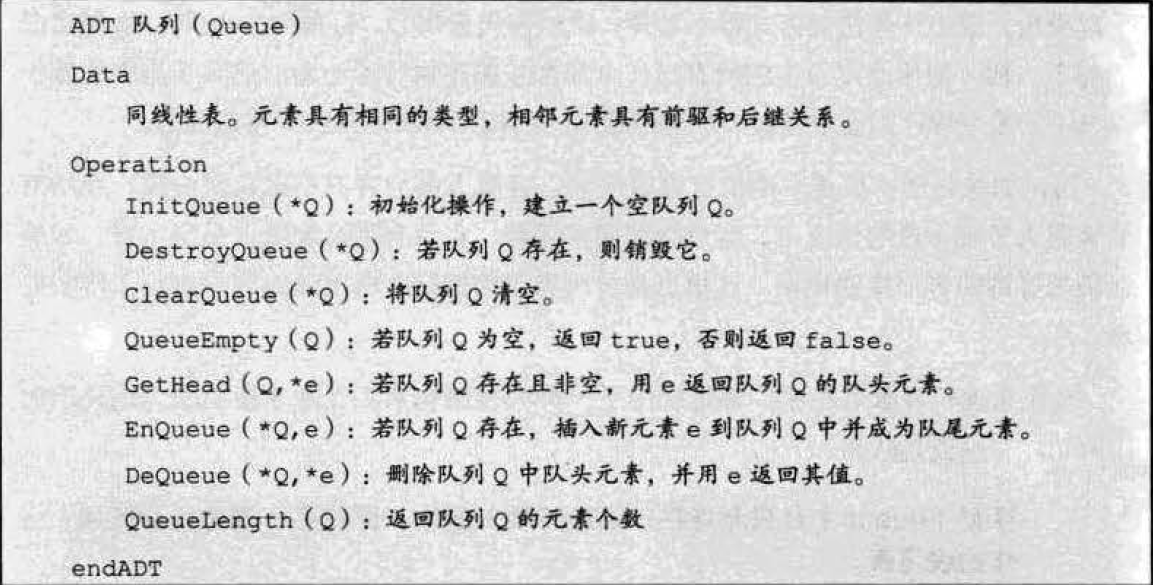 ADT 队列（Queue）
Data
同线性表。元素具有相同的类型，相邻元素具有前驱和后继关系。
Operation
InitQueue（*Q）：初始化操作，建立一个空队列 Q。
DestroyQueue（*Q）：若队列 Q 存在，则销毁它。
ClearQueue（*Q）：将队列 Q 清空。
QueueEmpty（Q）：若队列 Q 为空，返回 true，否则返回 false。
GetHead（Q,*e）：若队列 Q 存在且非空，用 e 返回队列 Q 的队头元素。
EnQueue（*Q,e）：若队列 Q 存在，插入新元素 e 到队列 Q 中并成为队尾元素。
DeQueue（*Q,*e）：删除队列 Q 中队头元素，并用 e 返回其值。
QueueLength（Q）：返回队列 Q 的元素个数
endADT